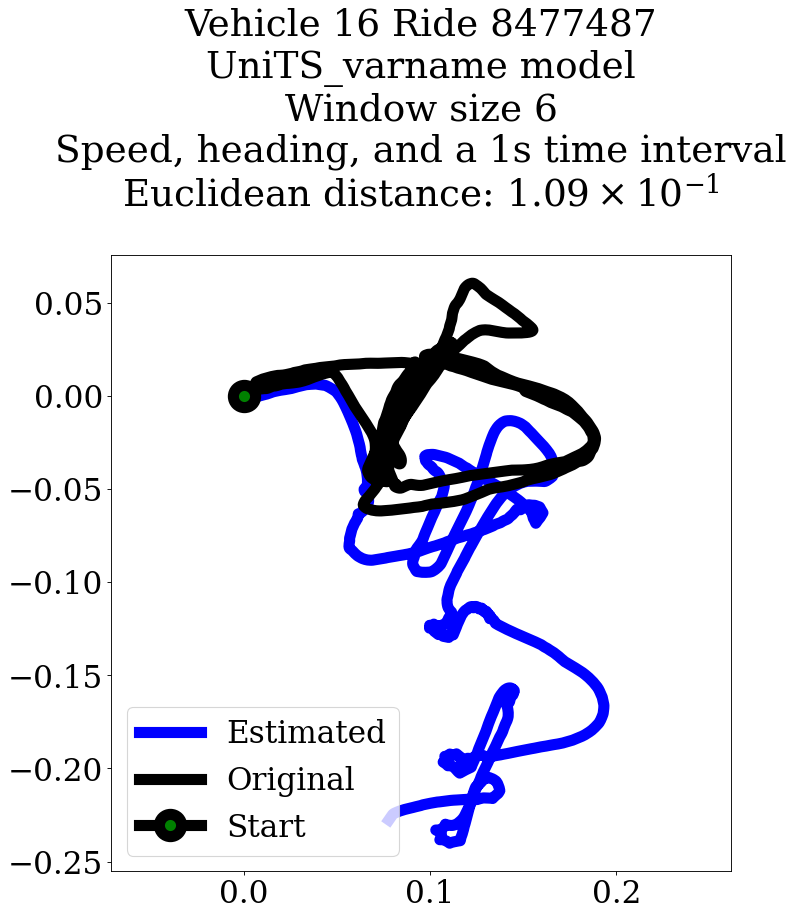 Vehicle 16 Ride 8477487
UniTS_varname model
Window size 6
Speed, heading, and a 1s time interval
Euclidean distance: 1.09 × 10⁻¹
0.05
0.00
−0.05
−0.10
−0.15
−0.20
−0.25
Estimated
Original
Start
0.0 0.1 0.2